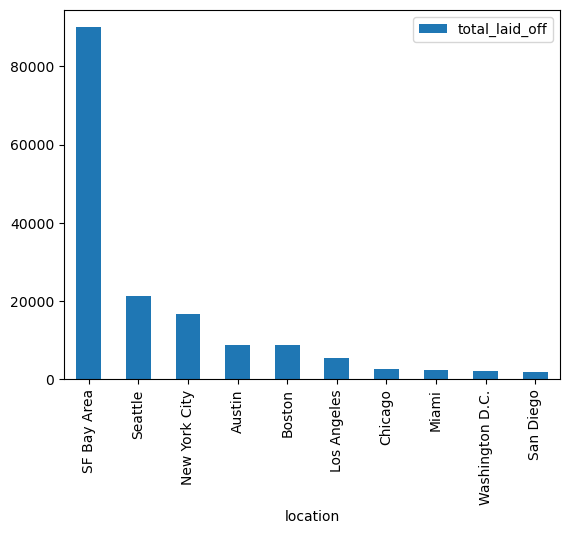 total_laid_off
80000
60000
40000
20000
0
SF Bay Area
Seattle
New York City
Austin
Boston
Los Angeles
Chicago
Miami
Washington D.C.
San Diego
location